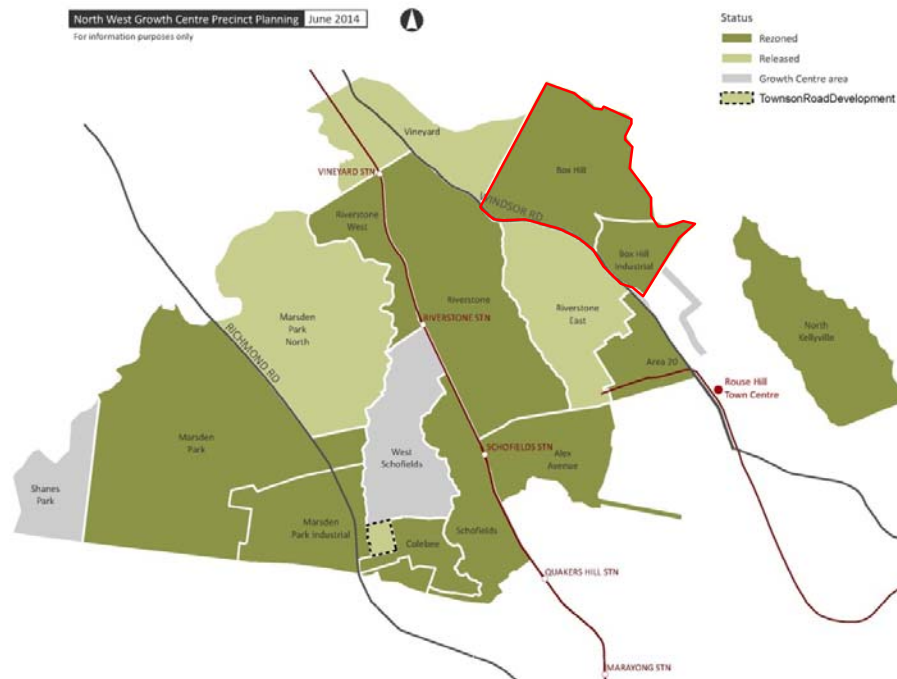 North West Growth Centre Precinct Planning June 2014
For information purposes only
Status
Rezoned
Released
Growth Centre area
TownsonRoadDevelopment
Vineyard
VINEYARD STN
Box Hill
WINDSOR RD
Riverstone
West
Box Hill
Industrial
Riverstone
Riverstone
East
Marsden
Park
North
RIVERSTONE STN
North
Kellyville
RICHMOND RD
Area 20
Rouse Hill
Town Centre
Marsden
Park
West
Schofields
SCHOFIELDS STN
Alex
Avenue
Shanes
Park
Marsden
Park Industrial
Colebee
Schofields
QUAKERS HILL STN
MARAYONG STN